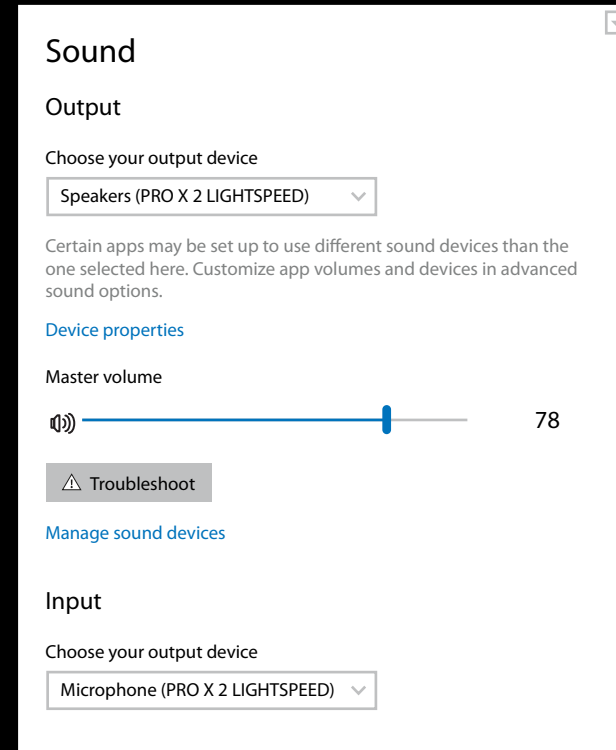 Sound
Output
Choose your output device
Speakers (PRO X 2 LIGHTSPEED)
Certain apps may be set up to use different sound devices than the
one selected here. Customize app volumes and devices in advanced
sound options.
Device properties
Master volume
78
Troubleshoot
Manage sound devices
Input
Choose your output device
Microphone (PRO X 2 LIGHTSPEED)